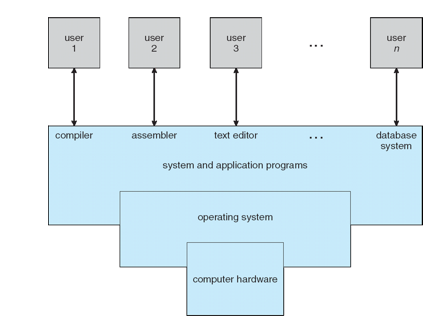 user user user ... user
1 2 3 n
compiler assembler text editor ... database
system
system and application programs
operating system
computer hardware